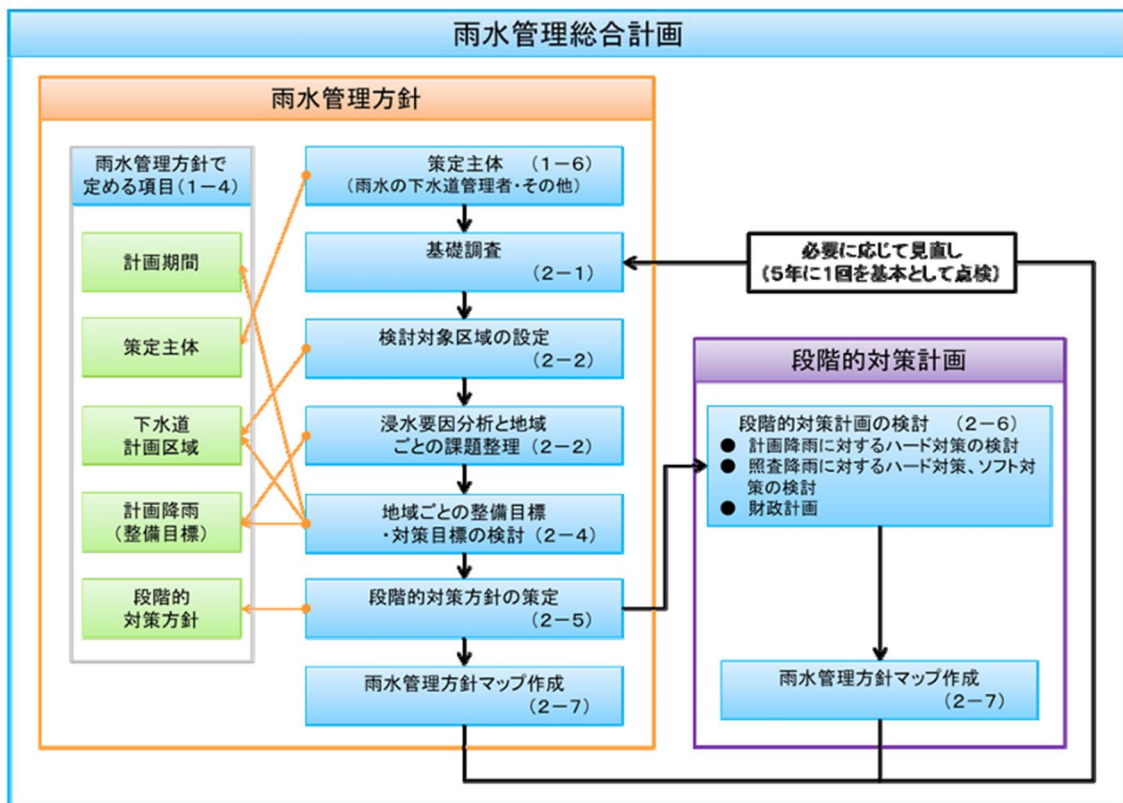 雨水管理総合計画
雨水管理方針
雨水管理方針で
定める項目(1－4)
計画期間
策定主体
下水道
計画区域
計画降雨
(整備目標)
段階的
対策方針
策定主体 (1－6)
(雨水の下水道管理者・その他)
基礎調査
(2－1)
検討対象区域の設定
(2－2)
浸水要因分析と地域
ごとの課題整理(2－2)
地域ごとの整備目標
・対策目標の検討(2－4)
段階的対策方針の策定
(2－5)
雨水管理方針マップ作成
(2－7)
必要に応じて見直し
(5年に1回を基本として点検)
段階的対策計画
段階的対策計画の検討 (2－6)
● 計画降雨に対するハード対策の検討
● 照査降雨に対するハード対策、ソフト対
策の検討
● 財政計画
雨水管理方針マップ作成
(2－7)